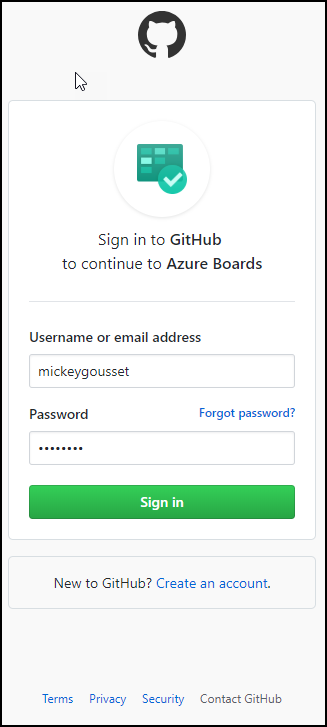 Sign in to GitHub
to continue to Azure Boards
Username or email address
mickeygousset
Password Forgot password?
••••••••
Sign in
New to GitHub? Create an account.
Terms Privacy Security Contact GitHub